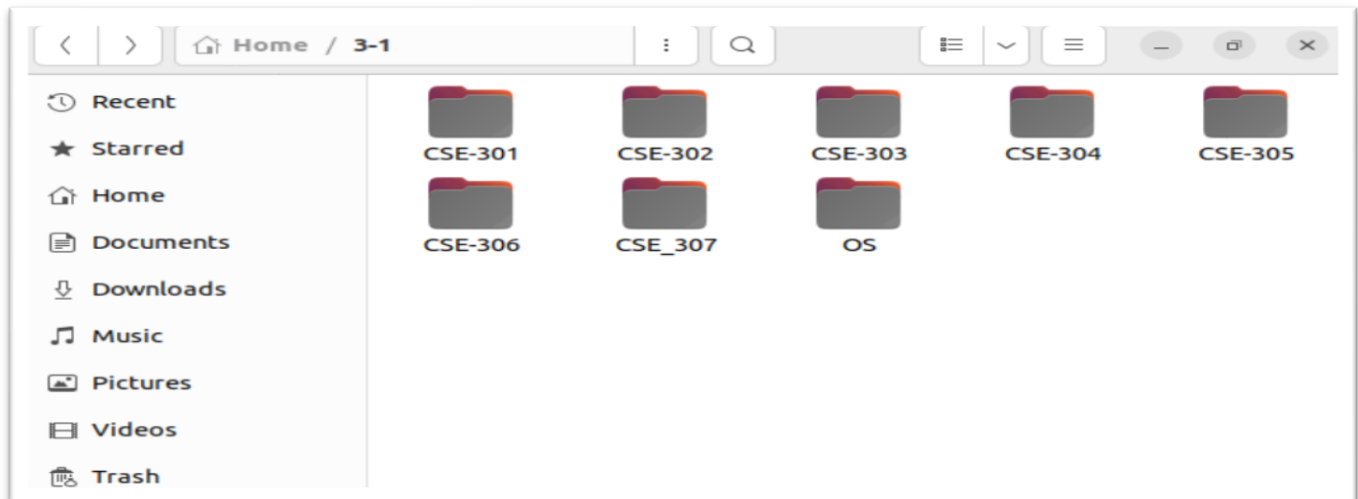 Home / 3-1
Recent
Starred
Home
Documents
Downloads
Music
Pictures
Videos
Trash
CSE-301 CSE-302 CSE-303 CSE-304 CSE-305
CSE-306 CSE_307 OS